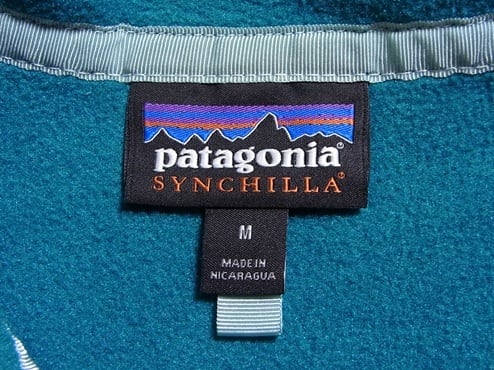 patagonia®
SYNCHILLA®
M
MADE IN
NICARAGUA